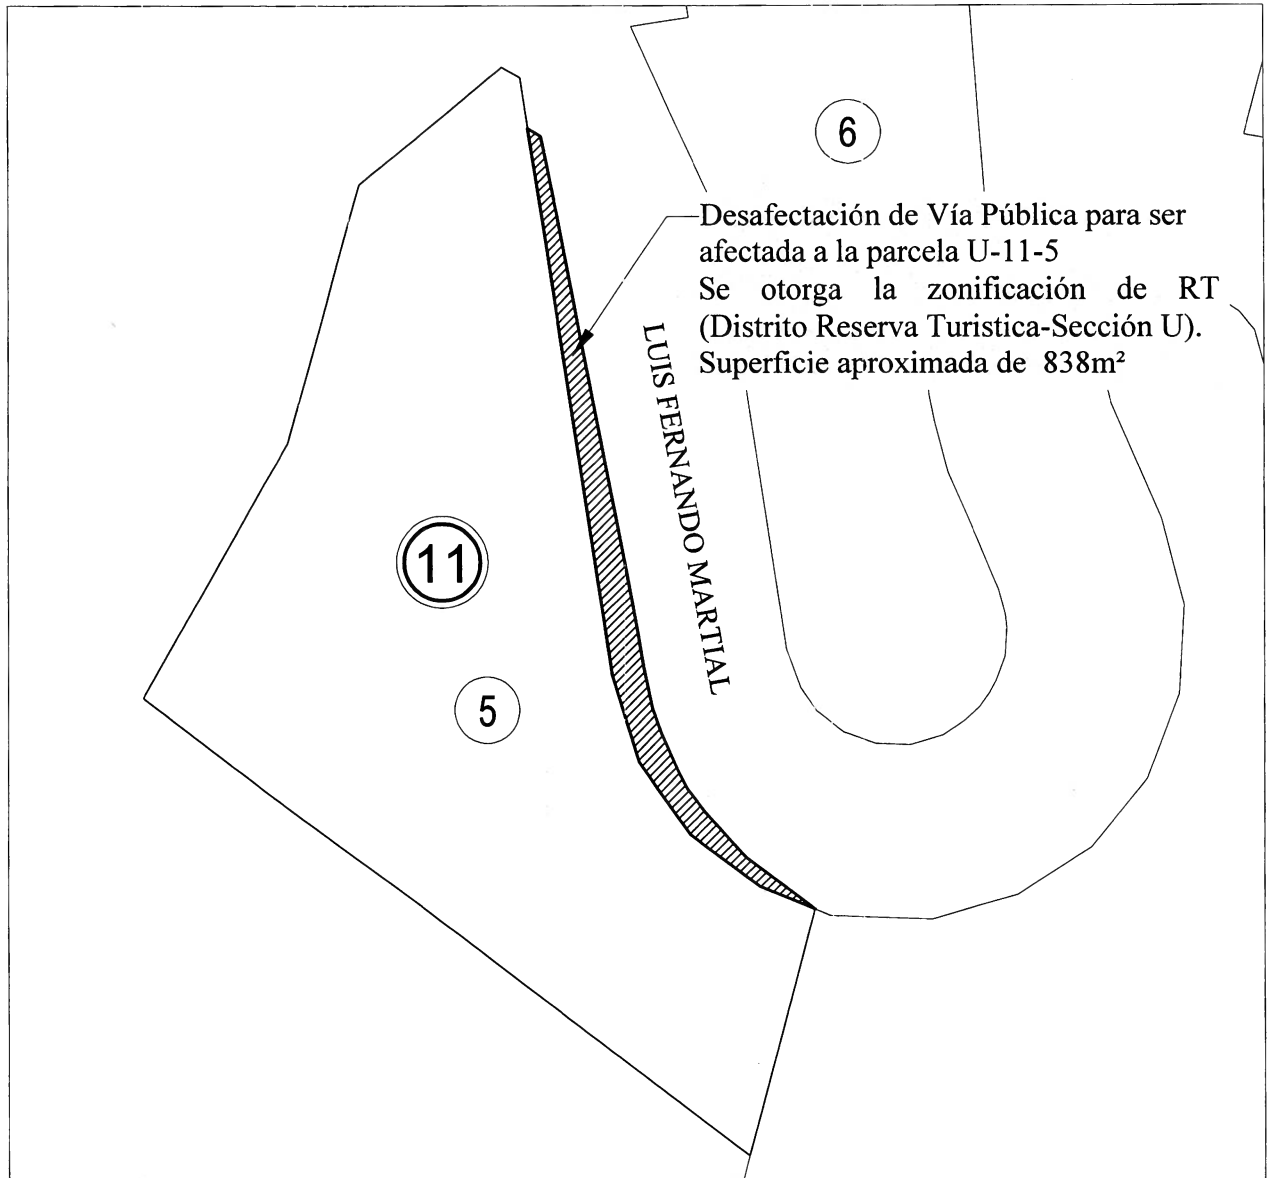 6
Desafectación de Vía Pública para ser
afectada a la parcela U-11-5
Se otorga la zonificación de RT
(Distrito Reserva Turistica-Sección U).
Superficie aproximada de 838m²
LUIS FERNANDO MARTIAL
11
5